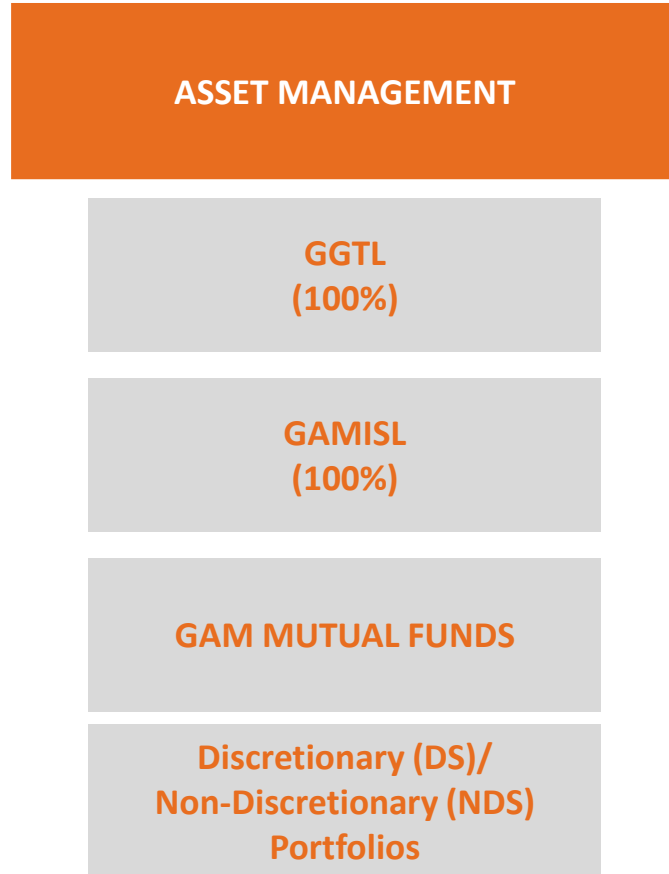 ASSET MANAGEMENT
GGTL
(100%)
GAMISL
(100%)
GAM MUTUAL FUNDS
Discretionary (DS)/
Non-Discretionary (NDS)
Portfolios